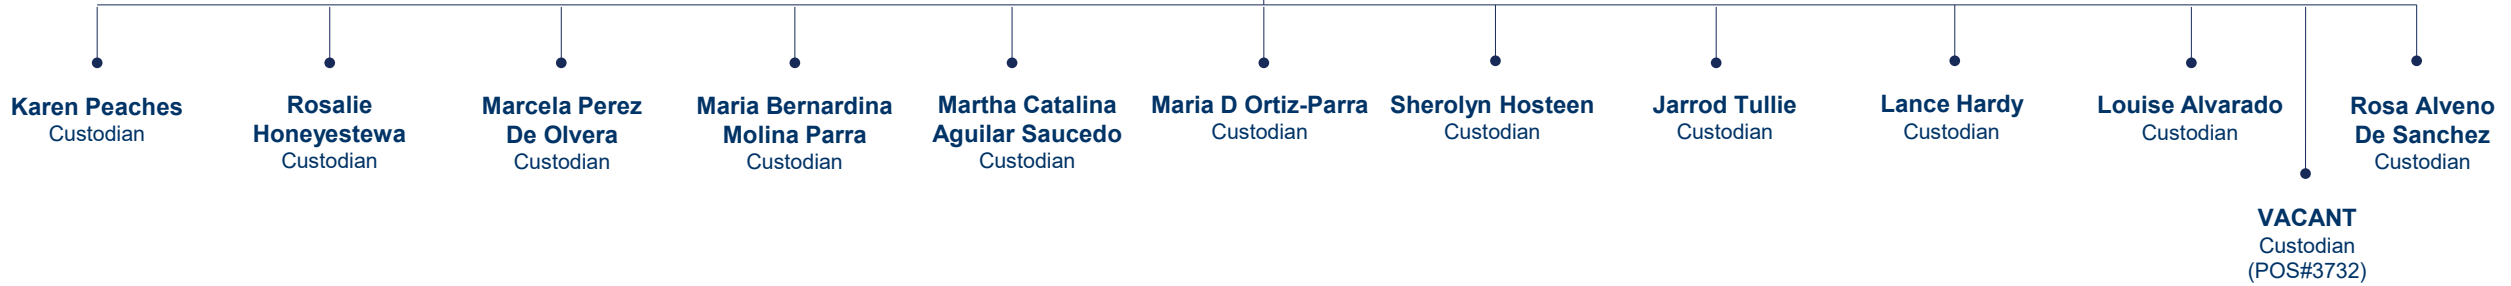 Karen Peaches
Custodian
Rosalie
Honeyestewa
Custodian
Marcela Perez
De Olvera
Custodian
Maria Bernardina
Molina Parra
Custodian
Martha Catalina
Aguilar Saucedo
Custodian
Maria D Ortiz-Parra
Custodian
Sherolyn Hosteen
Custodian
Jarrod Tullie
Custodian
Lance Hardy
Custodian
Louise Alvarado
Custodian
VACANT
Custodian
(POS#3732)
Rosa Alveno
De Sanchez
Custodian